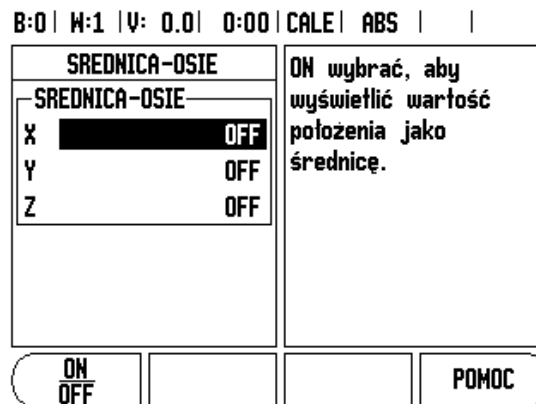 B:0 | W:1 | V: 0.0 | 0:00 | CALE | ABS | |
SREDNICA-OSIE
SREDNICA-OSIE
X OFF
Y OFF
Z OFF
ON wybrać, aby
wyświetlić wartość
położenia jako
średnicę.
ON
OFF
POMOC